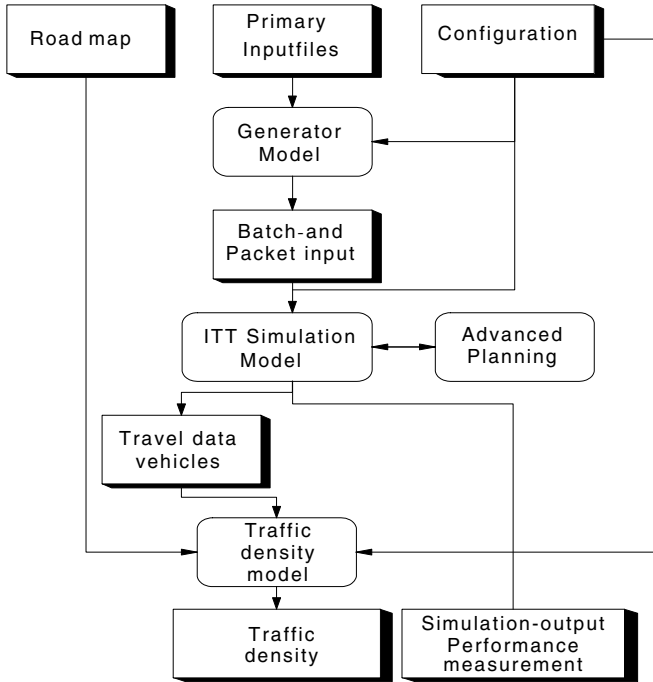 Road map
Primary
Inputfiles
Configuration
Generator
Model
Batch-and
Packet input
ITT Simulation
Model
Advanced
Planning
Travel data
vehicles
Traffic
density
model
Traffic
density
Simulation-output
Performance
measurement